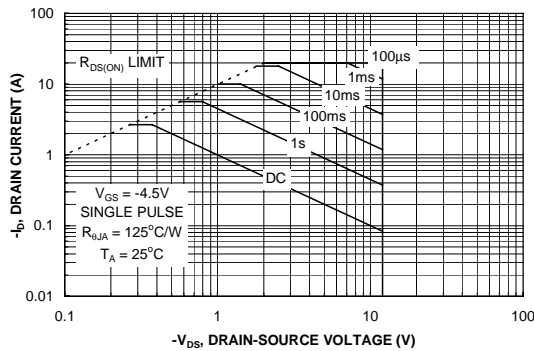 100
100µs
R_DS(ON) LIMIT
1ms
10
10ms
100ms
1s
1
DC
V_GS = -4.5V
SINGLE PULSE
R_θJA = 125°C/W
T_A = 25°C
0.1
0.01
0.1
1
10
100
-I_D, DRAIN CURRENT (A)
-V_DS, DRAIN-SOURCE VOLTAGE (V)